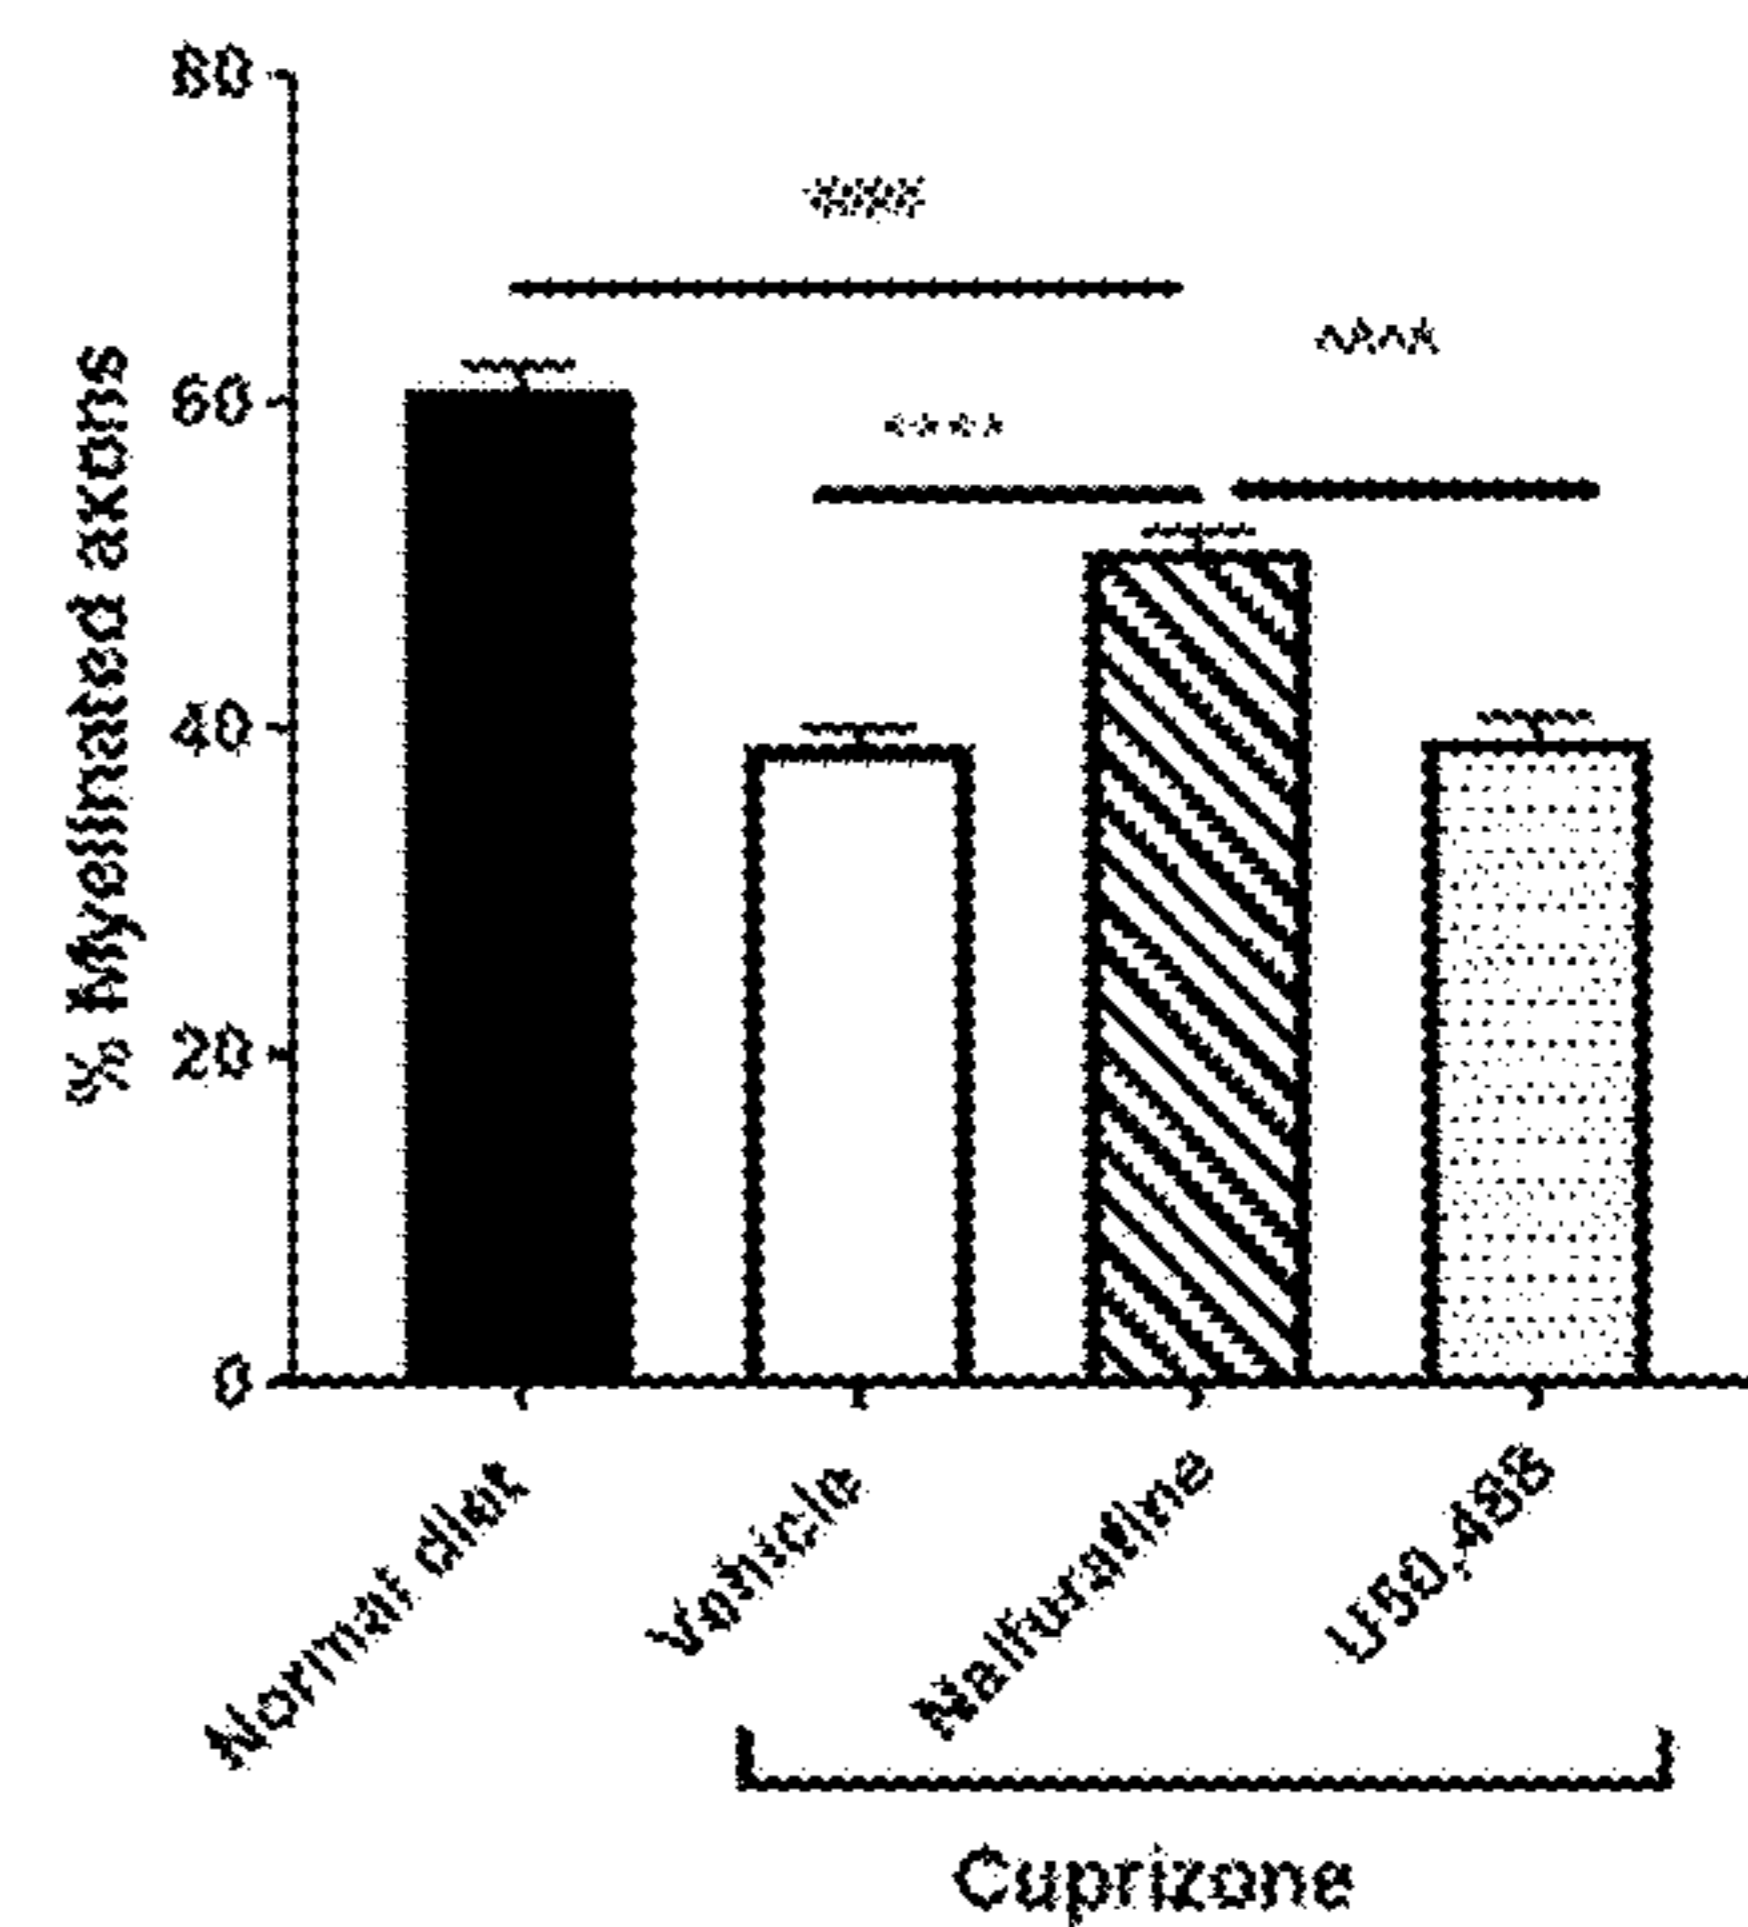 80
60
40
20
0
% Myelinated axons
****
Normal diet
Vehicle
Nalfurafine
U50,488
Cuprizone